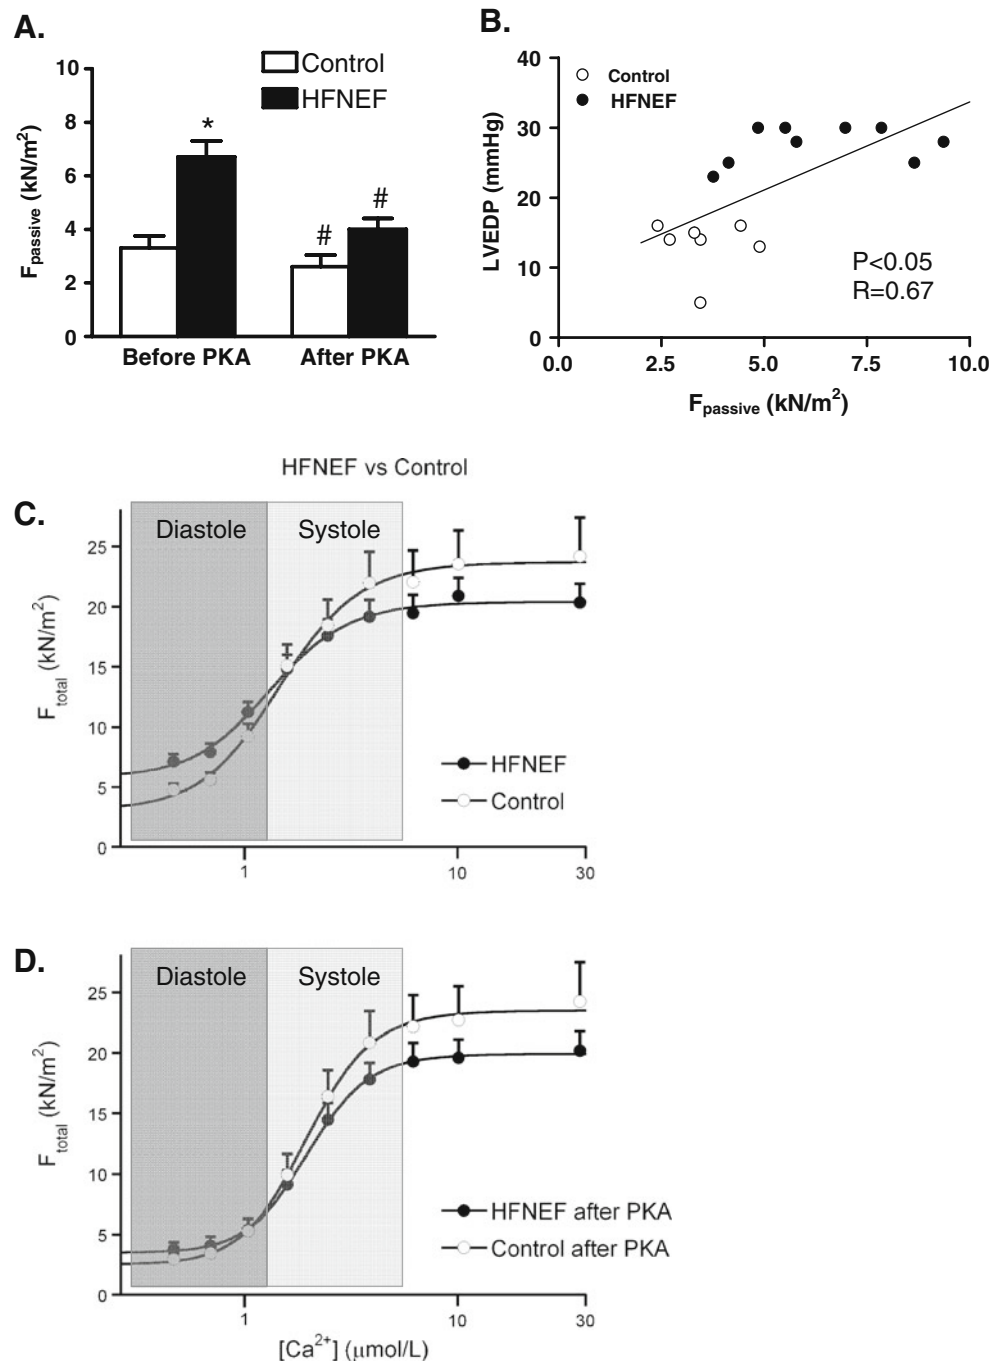 A.
Control
HFNEF
10
8
6
4
2
0
F passive (kN/m²)
*
#
#
Before PKA
After PKA
B.
40
30
20
10
0
LVEDP (mmHg)
Control
HFNEF
P<0.05
R=0.67
0.0
2.5
5.0
7.5
10.0
F passive (kN/m²)
HFNEF vs Control
C.
Diastole
Systole
25
20
15
10
5
0
F total (kN/m²)
HFNEF
Control
1
10
30
D.
Diastole
Systole
25
20
15
10
5
0
F total (kN/m²)
HFNEF after PKA
Control after PKA
1
10
30
[Ca²⁺] (μmol/L)